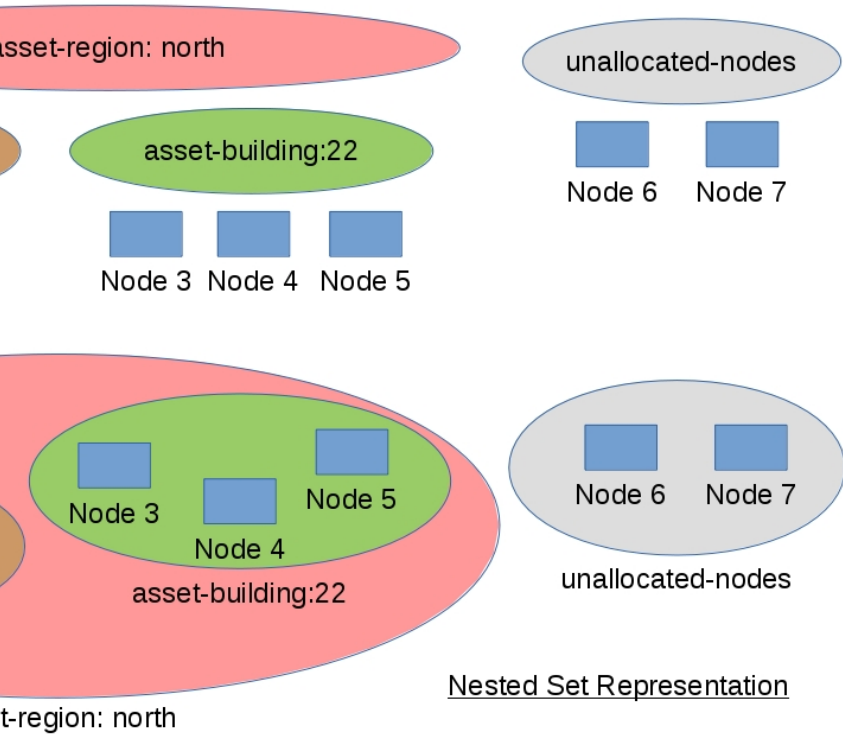 asset-region: north
unallocated-nodes
asset-building:22
Node 6 Node 7
Node 3 Node 4 Node 5
Node 3
Node 4
Node 5
asset-building:22
Node 6 Node 7
unallocated-nodes
Nested Set Representation
t-region: north